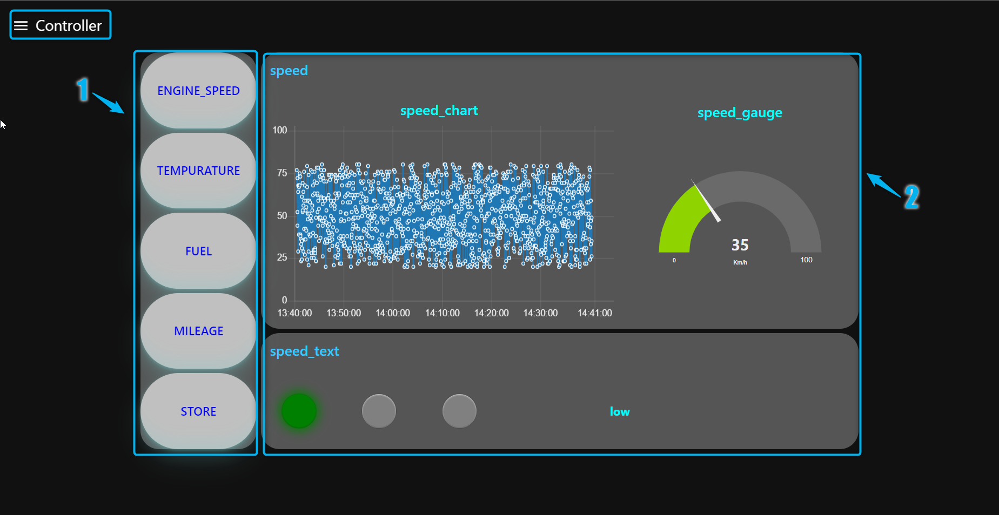 Controller
1
ENGINE_SPEED
TEMPURATURE
FUEL
MILEAGE
STORE
speed
speed_chart
100
75
50
25
0
13:40:00 13:50:00 14:00:00 14:10:00 14:20:00 14:30:00 14:41:00
speed_gauge
35
0 Km/h 100
2
speed_text
low